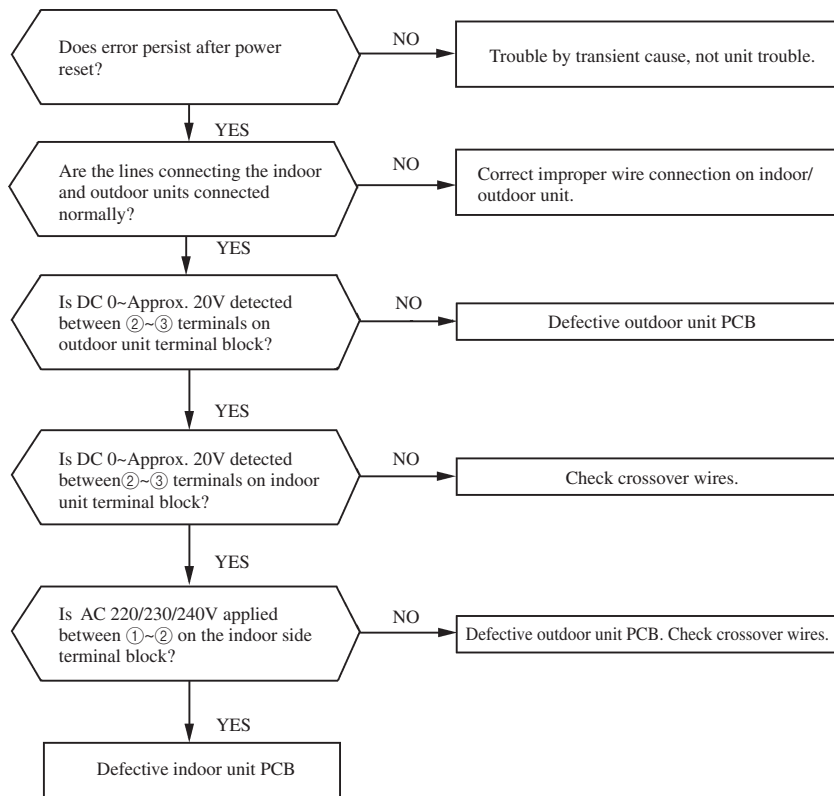 Does error persist after power
reset?
NO
Trouble by transient cause, not unit trouble.
YES
Are the lines connecting the indoor
and outdoor units connected
normally?
NO
Correct improper wire connection on indoor/
outdoor unit.
YES
Is DC 0~Approx. 20V detected
between ②~③ terminals on
outdoor unit terminal block?
NO
Defective outdoor unit PCB
YES
Is DC 0~Approx. 20V detected
between②~③ terminals on indoor
unit terminal block?
NO
Check crossover wires.
YES
Is AC 220/230/240V applied
between ①~② on the indoor side
terminal block?
NO
Defective outdoor unit PCB. Check crossover wires.
YES
Defective indoor unit PCB